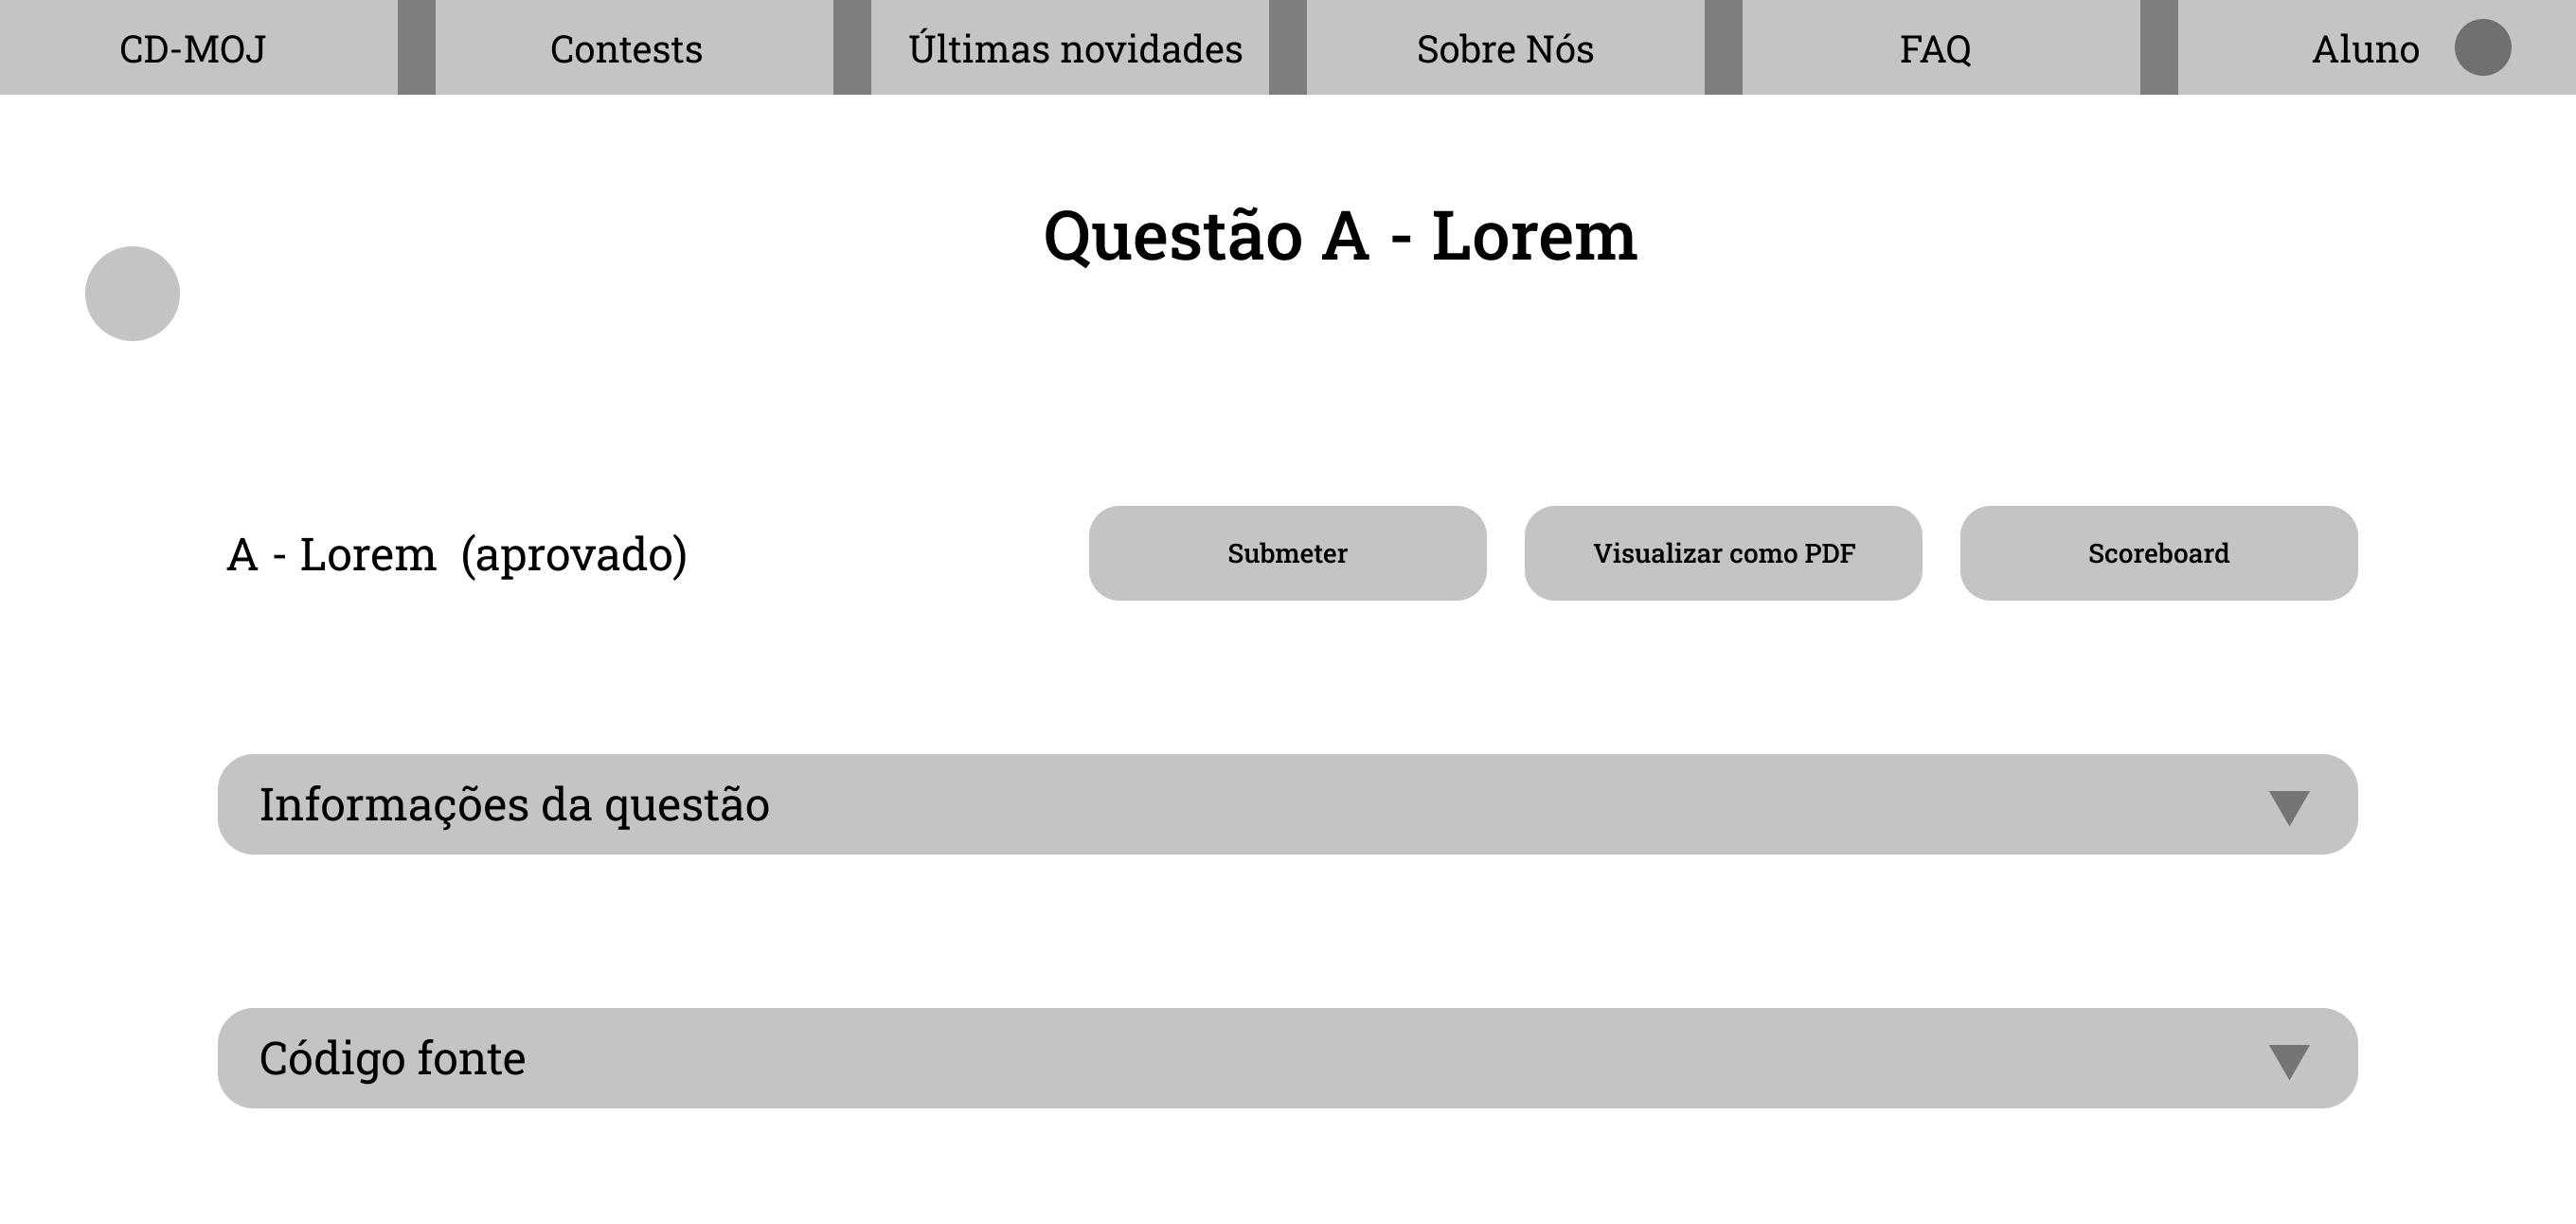 CD-MOJ
Contests
Últimas novidades
Sobre Nós
FAQ
Aluno
Questão A - Lorem
A - Lorem  (aprovado)
Submeter
Visualizar como PDF
Scoreboard
Informações da questão
Código fonte